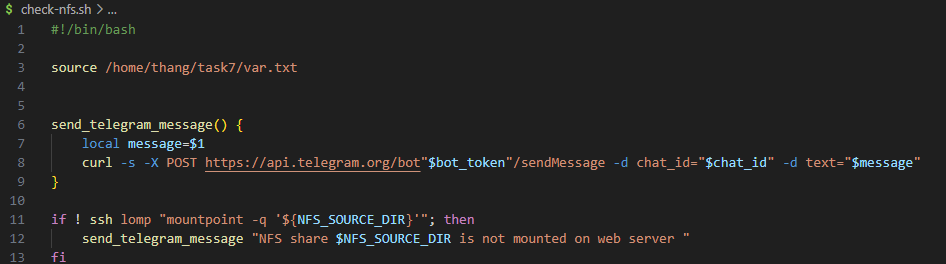 $ check-nfs.sh > ...
1 #!/bin/bash
2
3 source /home/thang/task7/var.txt
4
5
6 send_telegram_message() {
7 local message=$1
8 curl -s -X POST https://api.telegram.org/bot"$bot_token"/sendMessage -d chat_id="$chat_id" -d text="$message"
9 }
10
11 if ! ssh lomp "mountpoint -q '${NFS_SOURCE_DIR}'"; then
12 send_telegram_message "NFS share $NFS_SOURCE_DIR is not mounted on web server "
13 fi